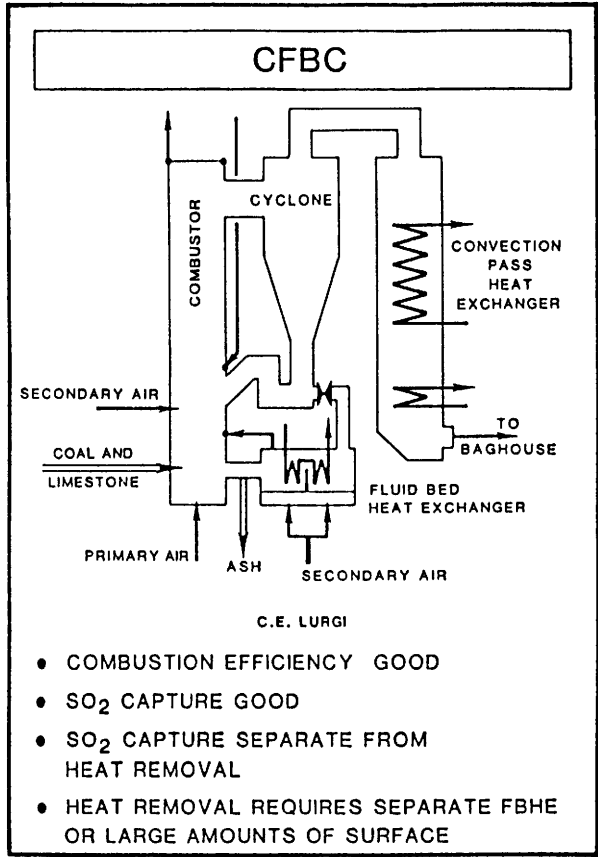 CFBC
CYCLONE
COMBUSTOR
CONVECTION
PASS
HEAT
EXCHANGER
SECONDARY AIR
COAL AND
LIMESTONE
TO
BAGHOUSE
FLUID BED
HEAT EXCHANGER
PRIMARY AIR
ASH
SECONDARY AIR
C.E. LURGI
• COMBUSTION EFFICIENCY GOOD
• SO₂ CAPTURE GOOD
• SO₂ CAPTURE SEPARATE FROM
HEAT REMOVAL
• HEAT REMOVAL REQUIRES SEPARATE FBHE
OR LARGE AMOUNTS OF SURFACE